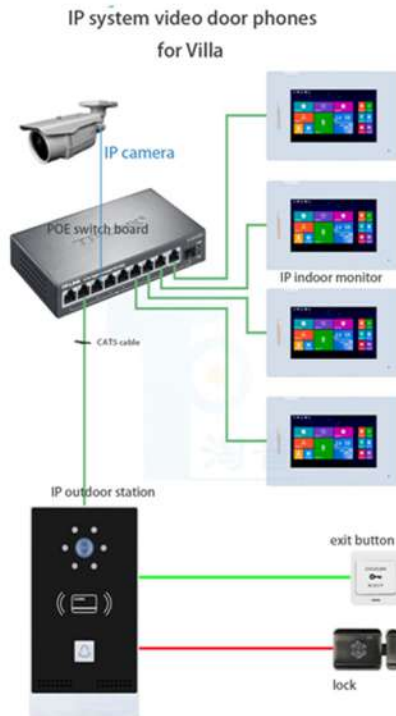 IP system video door phones
for Villa
IP camera
POE switch board
IP indoor monitor
CAT5 cable
IP outdoor station
exit button
lock